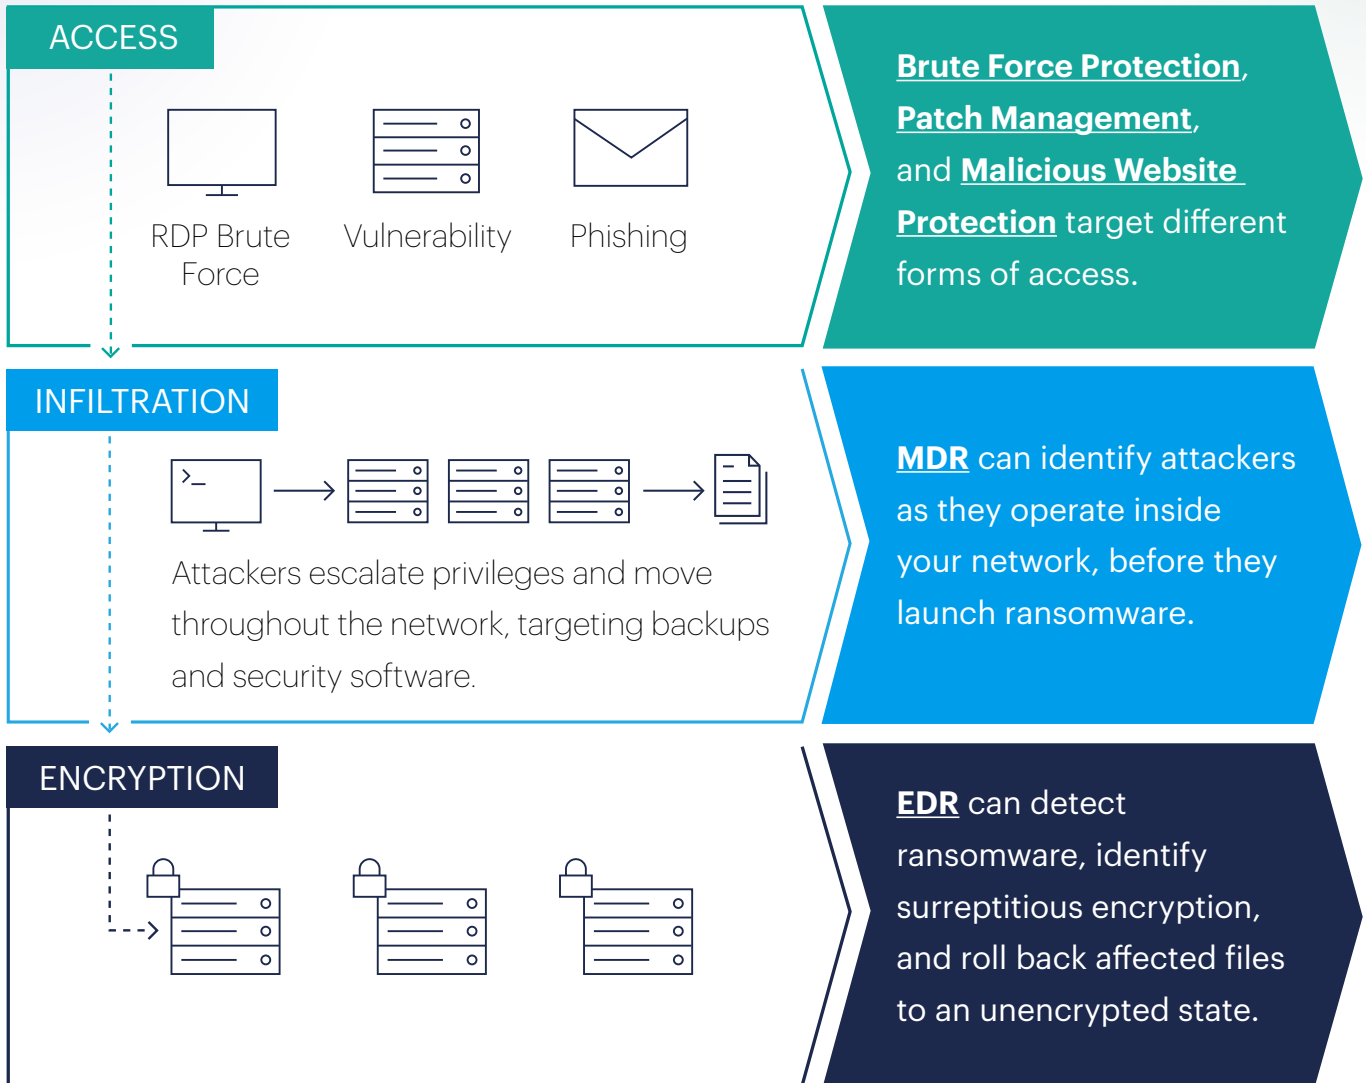 ACCESS
RDP Brute
Force
Vulnerability
Phishing
Brute Force Protection,
Patch Management,
and Malicious Website
Protection target different
forms of access.
INFILTRATION
>_
Attackers escalate privileges and move
throughout the network, targeting backups
and security software.
MDR can identify attackers
as they operate inside
your network, before they
launch ransomware.
ENCRYPTION
EDR can detect
ransomware, identify
surreptitious encryption,
and roll back affected files
to an unencrypted state.